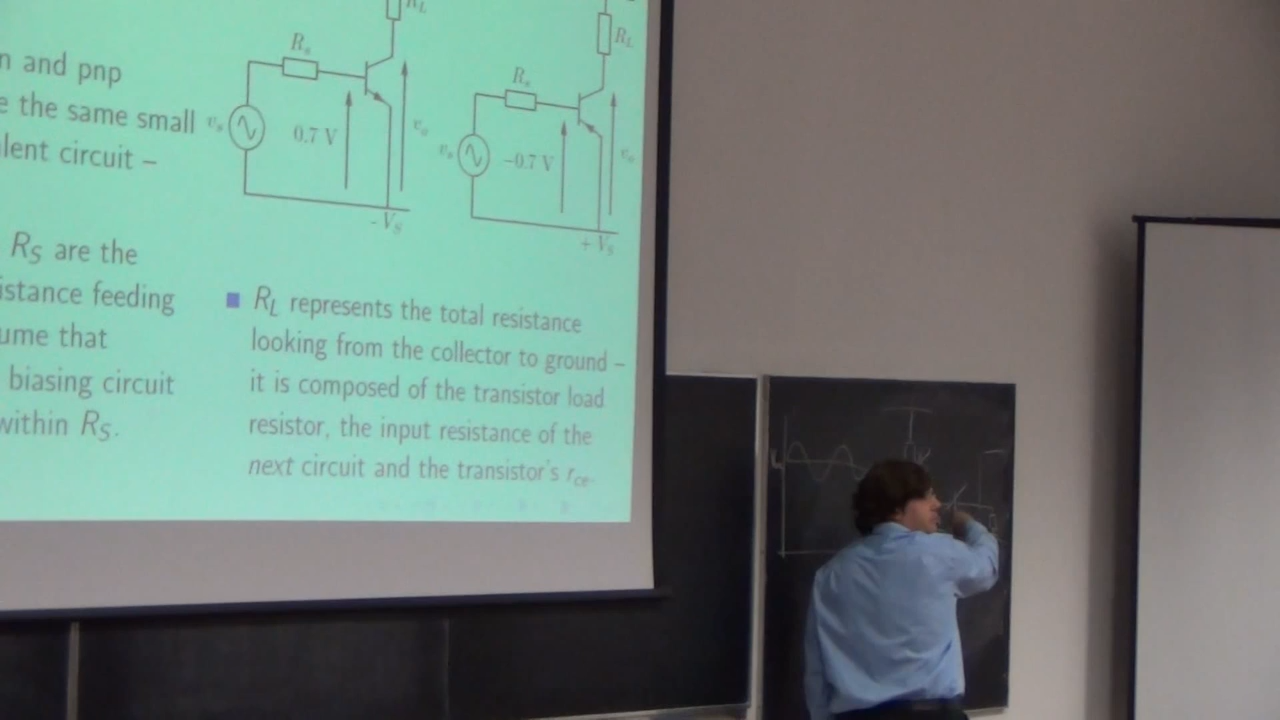 n and pnp
e the same small
lent circuit –
R_S are the
istance feeding
ume that
biasing circuit
within R_S.
R_L
R_s
v_s
0.7 V
v_o
- V_S
R_L
R_s
v_s
−0.7 V
v_o
+ V_S
R_L represents the total resistance
looking from the collector to ground –
it is composed of the transistor load
resistor, the input resistance of the
next circuit and the transistor's r_ce.